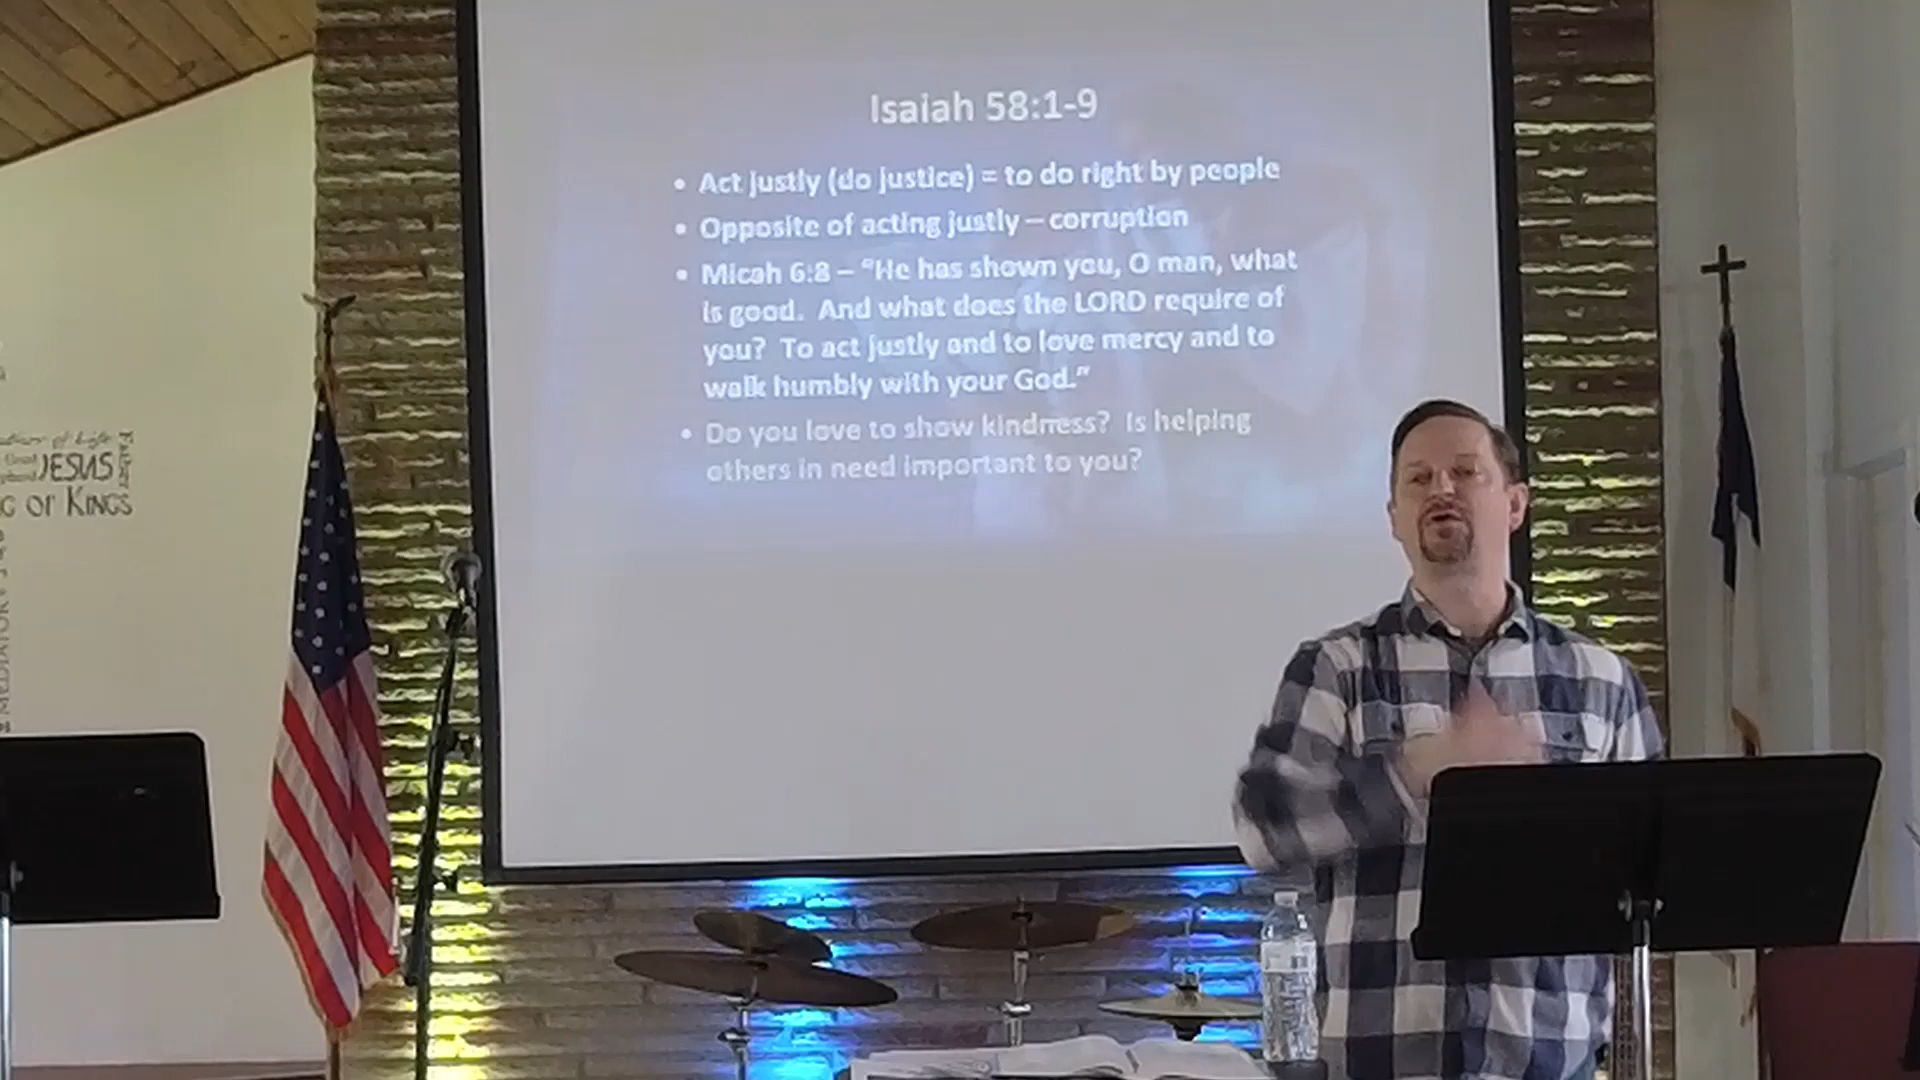 Isaiah 58:1-9
• Act justly (do justice) = to do right by people
• Opposite of acting justly – corruption
• Micah 6:8 – "He has shown you, O man, what
is good.  And what does the LORD require of
you?  To act justly and to love mercy and to
walk humbly with your God."
• Do you love to show kindness?  Is helping
others in need important to you?
of Life
JESUS
OF KINGS
MEDIATOR